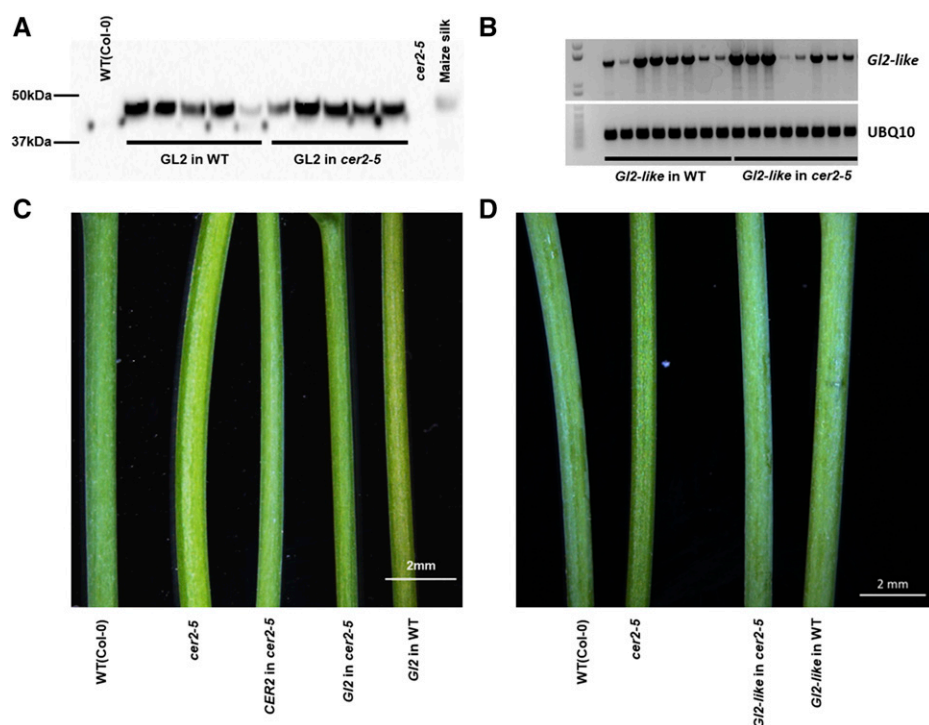 A
WT(Col-0)
cer2-5
Maize silk
50kDa
37kDa
GL2 in WT
GL2 in cer2-5
B
Gl2-like
UBQ10
Gl2-like in WT
Gl2-like in cer2-5
C
2mm
WT(Col-0)
cer2-5
CER2 in cer2-5
Gl2 in cer2-5
Gl2 in WT
D
2 mm
WT(Col-0)
cer2-5
Gl2-like in cer2-5
Gl2-like in WT